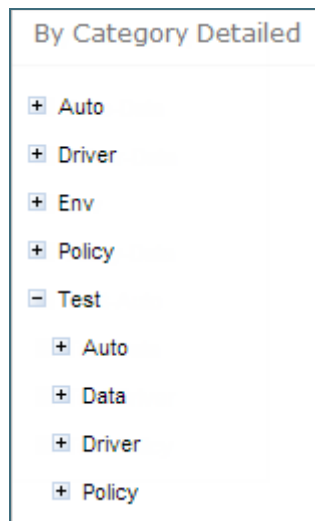 By Category Detailed
Auto
Driver
Env
Policy
Test
Auto
Data
Driver
Policy